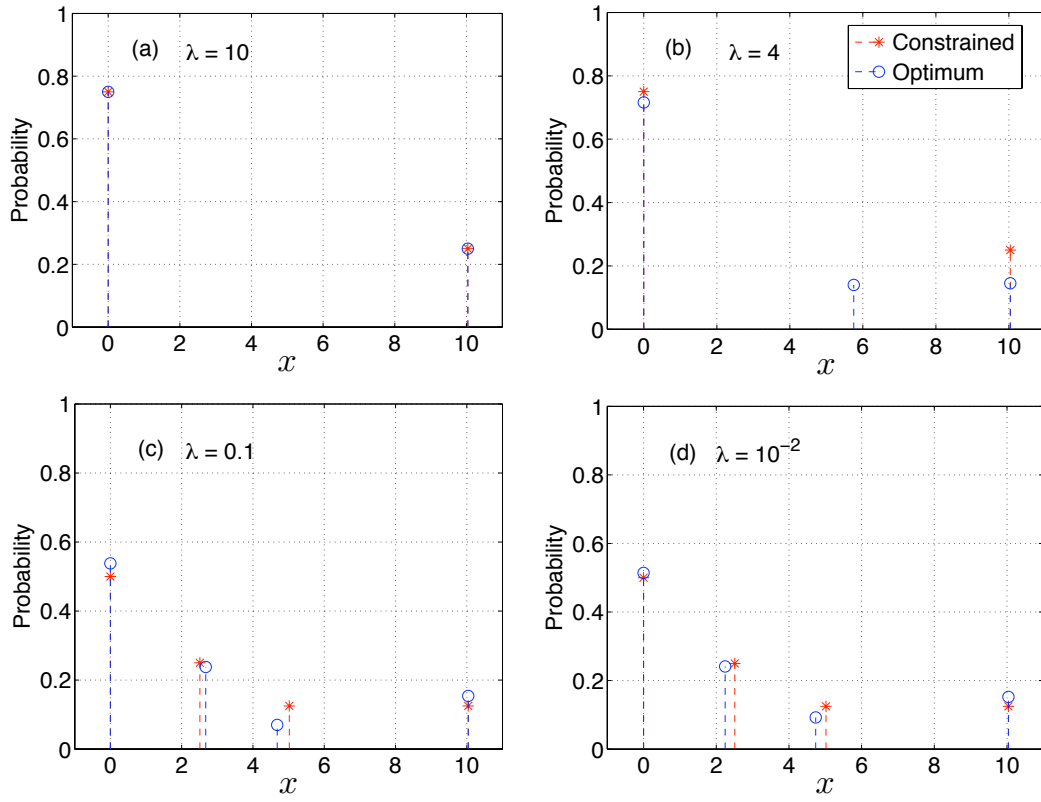 1
0.8
0.6
0.4
0.2
0
Probability
(a) λ = 10
0 2 4 6 8 10
x
1
0.8
0.6
0.4
0.2
0
Probability
(b) λ = 4
Constrained
Optimum
0 2 4 6 8 10
x
1
0.8
0.6
0.4
0.2
0
Probability
(c) λ = 0.1
0 2 4 6 8 10
x
1
0.8
0.6
0.4
0.2
0
Probability
(d) λ = 10⁻²
0 2 4 6 8 10
x